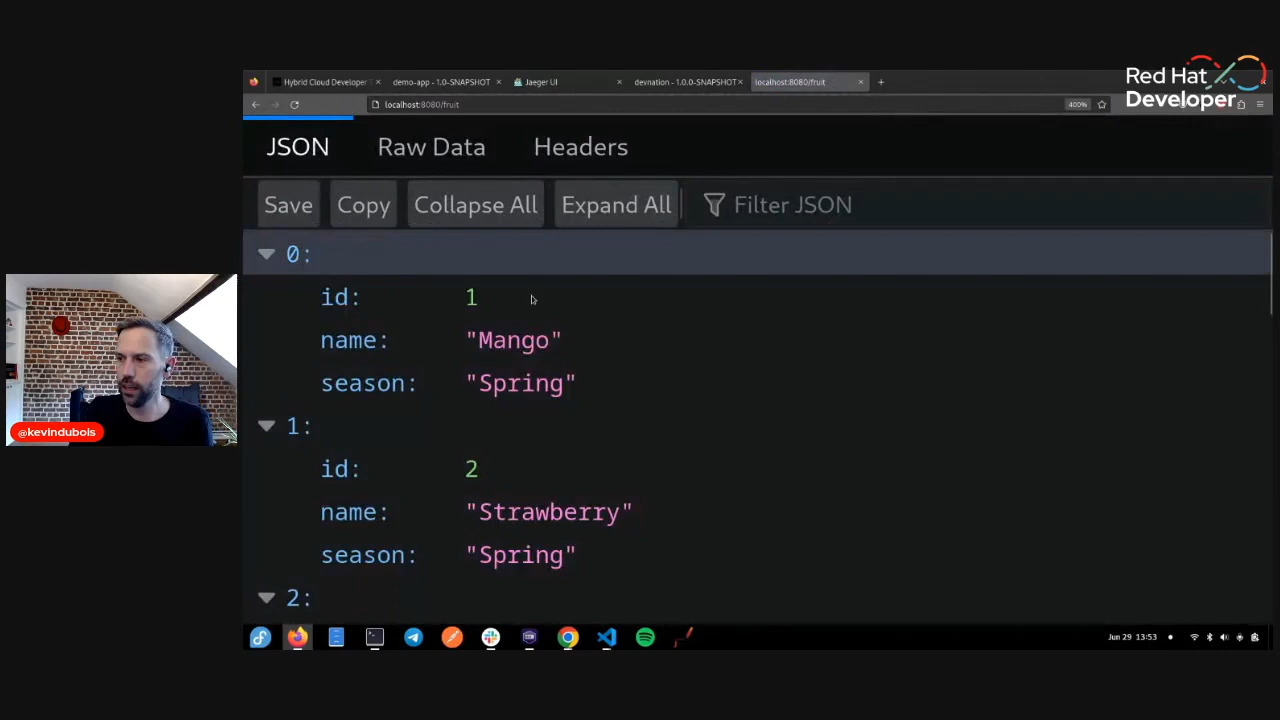 Red Hat
Developer
Hybrid Cloud Developer
demo-app - 1.0-SNAPSHOT
Jaeger UI
devnation - 1.0.0-SNAPSHOT
localhost:8080/fruit
localhost:8080/fruit
400%
JSON
Raw Data
Headers
Save
Copy
Collapse All
Expand All
Filter JSON
0:
id: 1
name: "Mango"
season: "Spring"
1:
id: 2
name: "Strawberry"
season: "Spring"
2:
@kevindubois
Jun 29 13:53